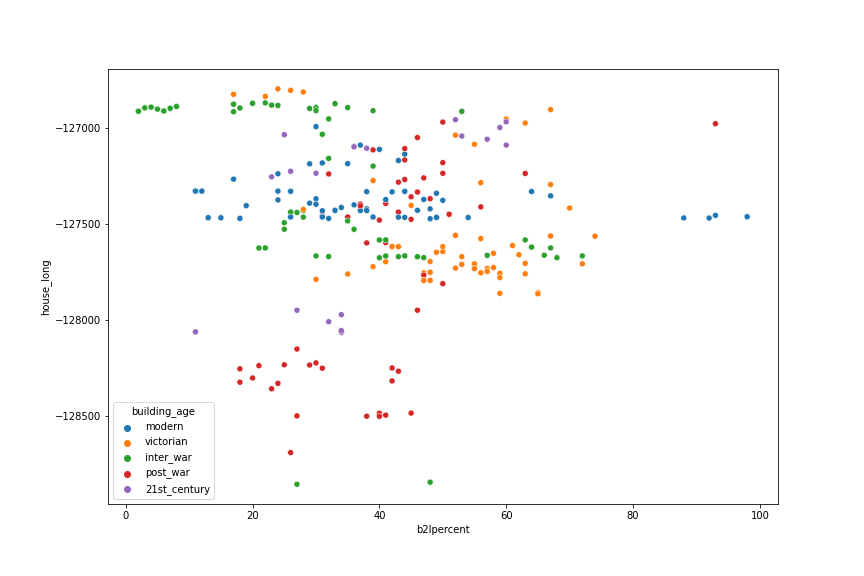 −127000
−127500
−128000
−128500
house_long
building_age
modern
victorian
inter_war
post_war
21st_century
0 20 40 60 80 100
b2lpercent